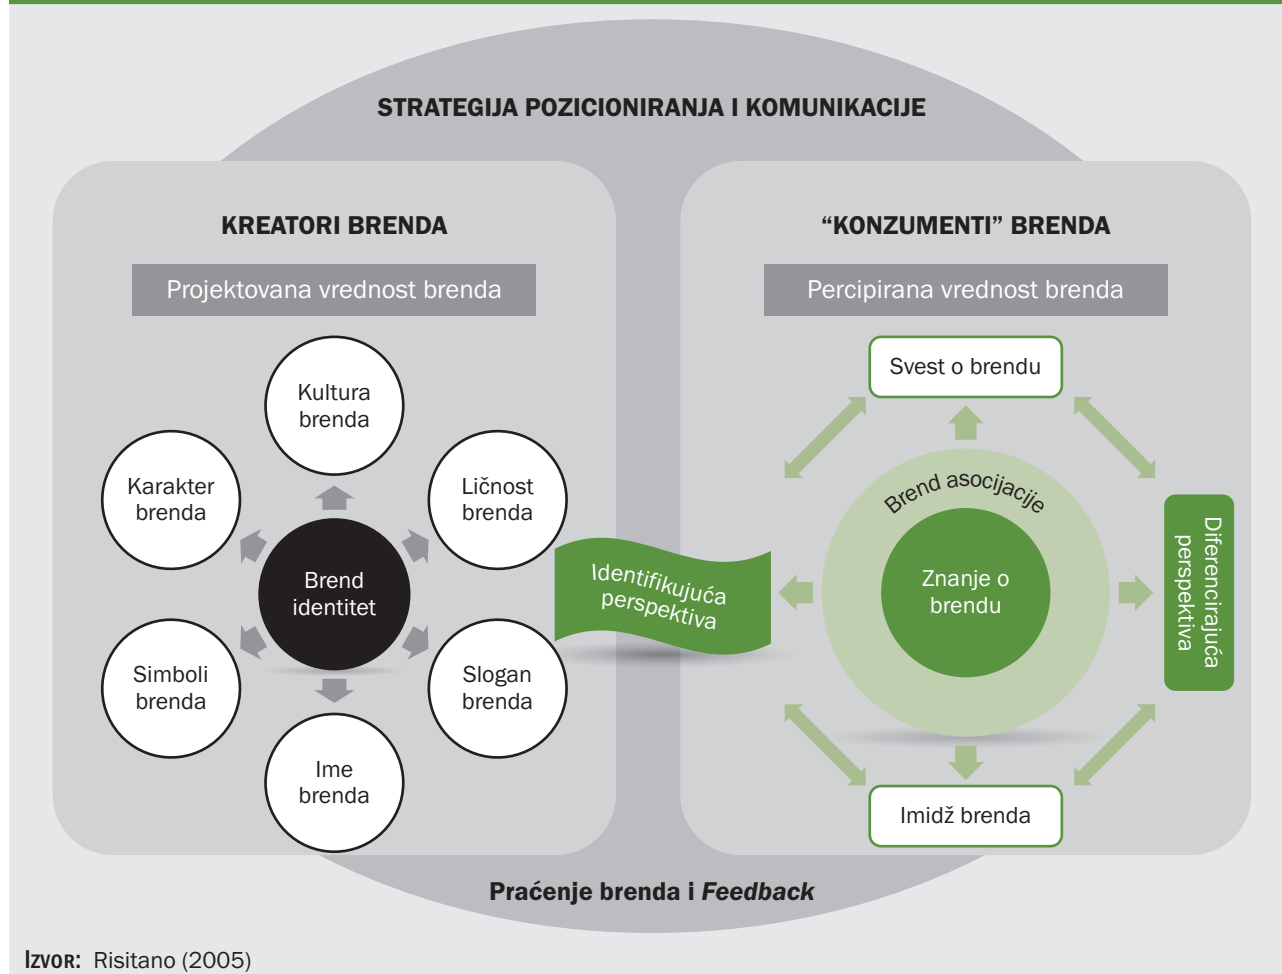 STRATEGIJA POZICIONIRANJA I KOMUNIKACIJE
KREATORI BRENDA
Projektovana vrednost brenda
Kultura
brenda
Karakter
brenda
Ličnost
brenda
Brend
identitet
Simboli
brenda
Slogan
brenda
Ime
brenda
Identifikujuća
perspektiva
“KONZUMENTI” BRENDA
Percipirana vrednost brenda
Svest o brendu
Brend asocijacije
Znanje o
brendu
Diferencirajuća
perspektiva
Imidž brenda
Praćenje brenda i Feedback
IZVOR: Risitano (2005)